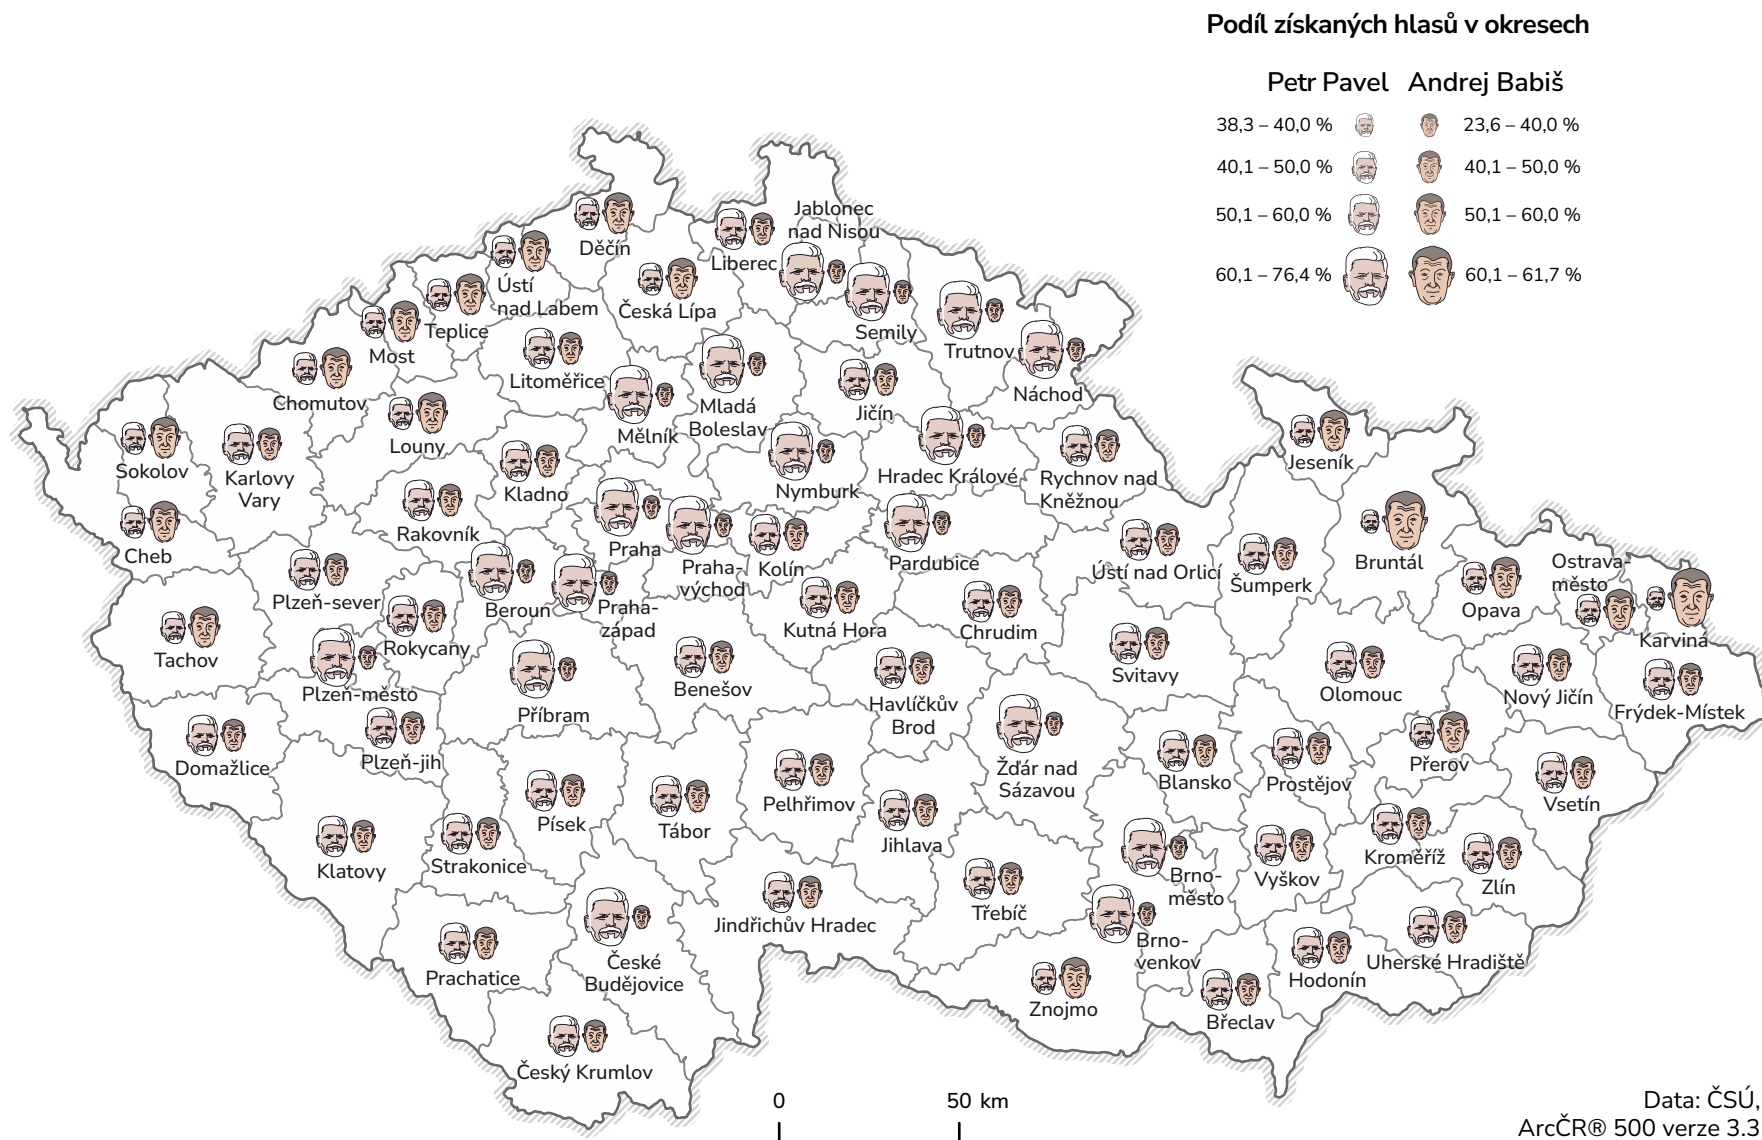 Podíl získaných hlasů v okresech
Petr Pavel
Andrej Babiš
38,3 – 40,0 %
23,6 – 40,0 %
40,1 – 50,0 %
40,1 – 50,0 %
50,1 – 60,0 %
50,1 – 60,0 %
60,1 – 76,4 %
60,1 – 61,7 %
Děčín
Liberec
Jablonec
nad Nisou
Ústí
nad Labem
Česká Lípa
Semily
Teplice
Most
Trutnov
Náchod
Litoměřice
Chomutov
Mělník
Mladá
Boleslav
Jičín
Louny
Sokolov
Karlovy
Vary
Kladno
Nymburk
Hradec Králové
Rychnov nad
Kněžnou
Jeseník
Cheb
Rakovník
Praha
Praha-
východ
Kolín
Pardubice
Ústí nad Orlicí
Šumperk
Bruntál
Opava
Ostrava-
město
Karviná
Plzeň-sever
Beroun
Praha-
západ
Kutná Hora
Chrudim
Tachov
Rokycany
Plzeň-město
Příbram
Benešov
Havlíčkův
Brod
Svitavy
Olomouc
Nový Jičín
Frýdek-Místek
Domažlice
Plzeň-jih
Písek
Tábor
Pelhřimov
Žďár nad
Sázavou
Blansko
Prostějov
Přerov
Vsetín
Klatovy
Strakonice
Jihlava
Třebíč
Brno-
město
Vyškov
Kroměříž
Zlín
Prachatice
České
Budějovice
Jindřichův Hradec
Brno-
venkov
Znojmo
Břeclav
Hodonín
Uherské Hradiště
Český Krumlov
0
50 km
Data: ČSÚ,
ArcČR® 500 verze 3.3